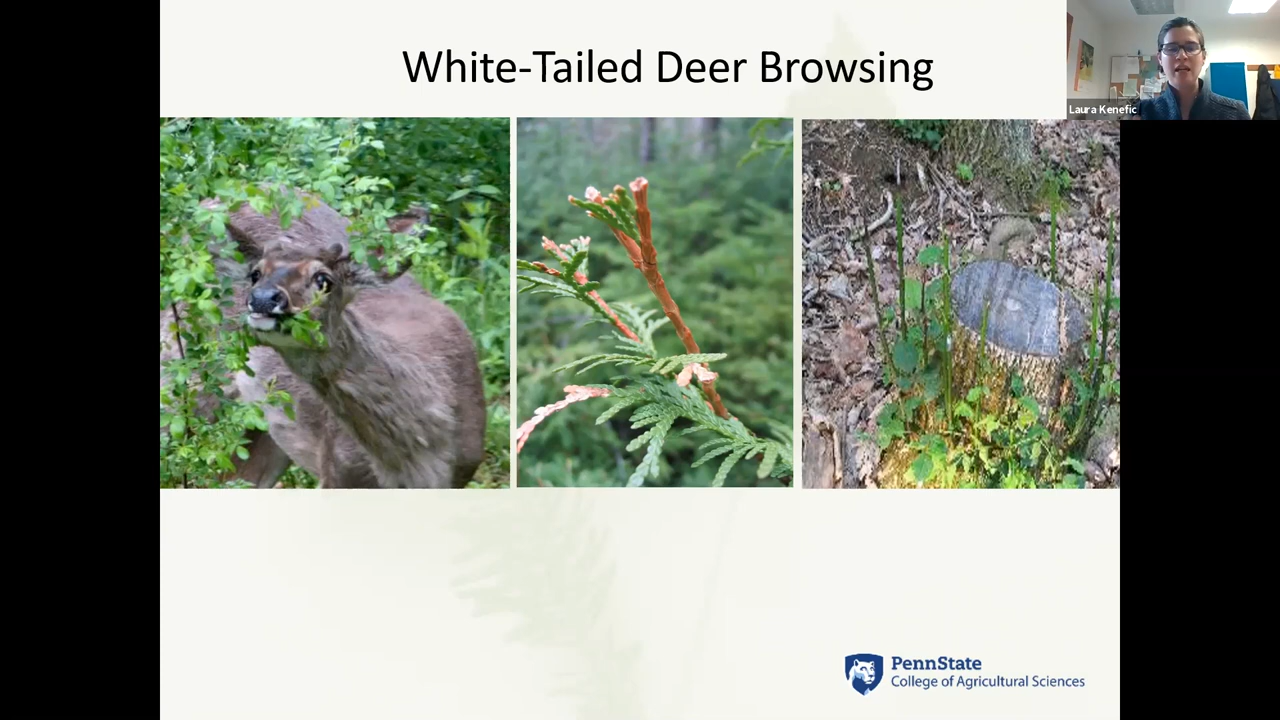 White-Tailed Deer Browsing
Laura Kenefic
PennState
College of Agricultural Sciences